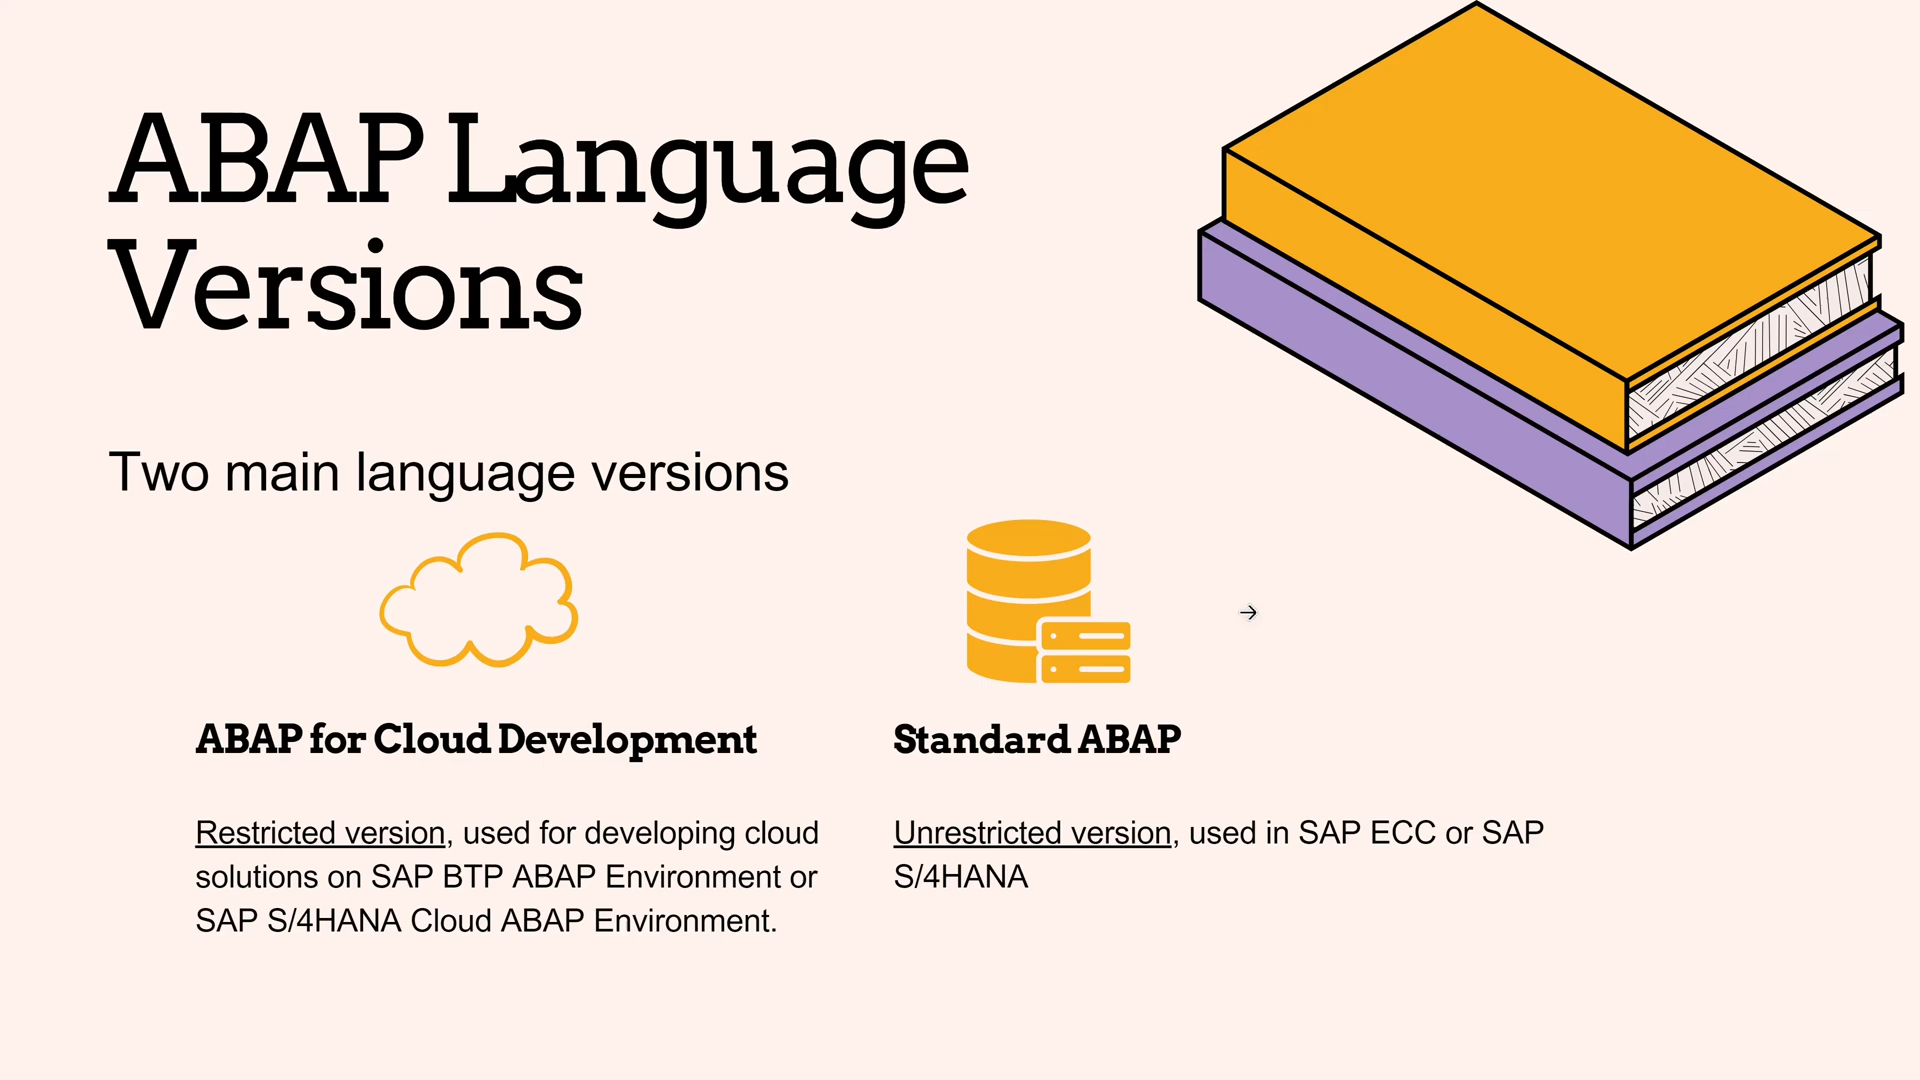 ABAP Language
Versions
Two main language versions
ABAP for Cloud Development
Restricted version, used for developing cloud
solutions on SAP BTP ABAP Environment or
SAP S/4HANA Cloud ABAP Environment.
Standard ABAP
Unrestricted version, used in SAP ECC or SAP
S/4HANA